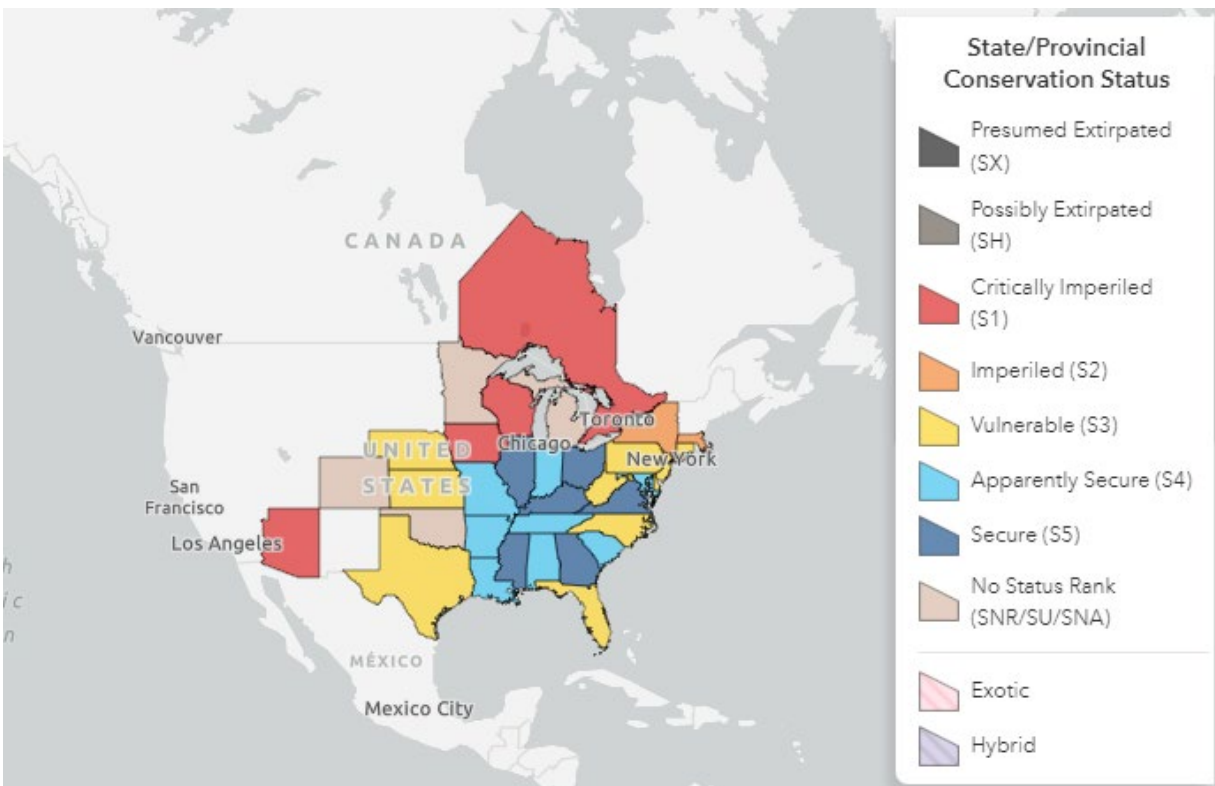 CANADA
Vancouver
Toronto
Chicago
UNITED
New York
STATES
San
Francisco
Los Angeles
MÉXICO
Mexico City
State/Provincial
Conservation Status
Presumed Extirpated
(SX)
Possibly Extirpated
(SH)
Critically Imperiled
(S1)
Imperiled (S2)
Vulnerable (S3)
Apparently Secure (S4)
Secure (S5)
No Status Rank
(SNR/SU/SNA)
Exotic
Hybrid